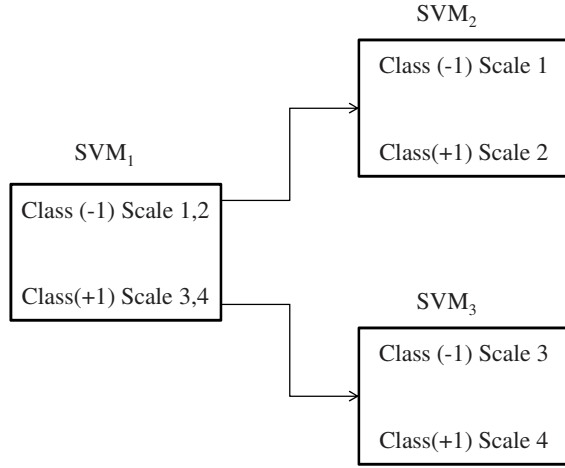 SVM₂
Class (-1) Scale 1
Class(+1) Scale 2
SVM₁
Class (-1) Scale 1,2
Class(+1) Scale 3,4
SVM₃
Class (-1) Scale 3
Class(+1) Scale 4